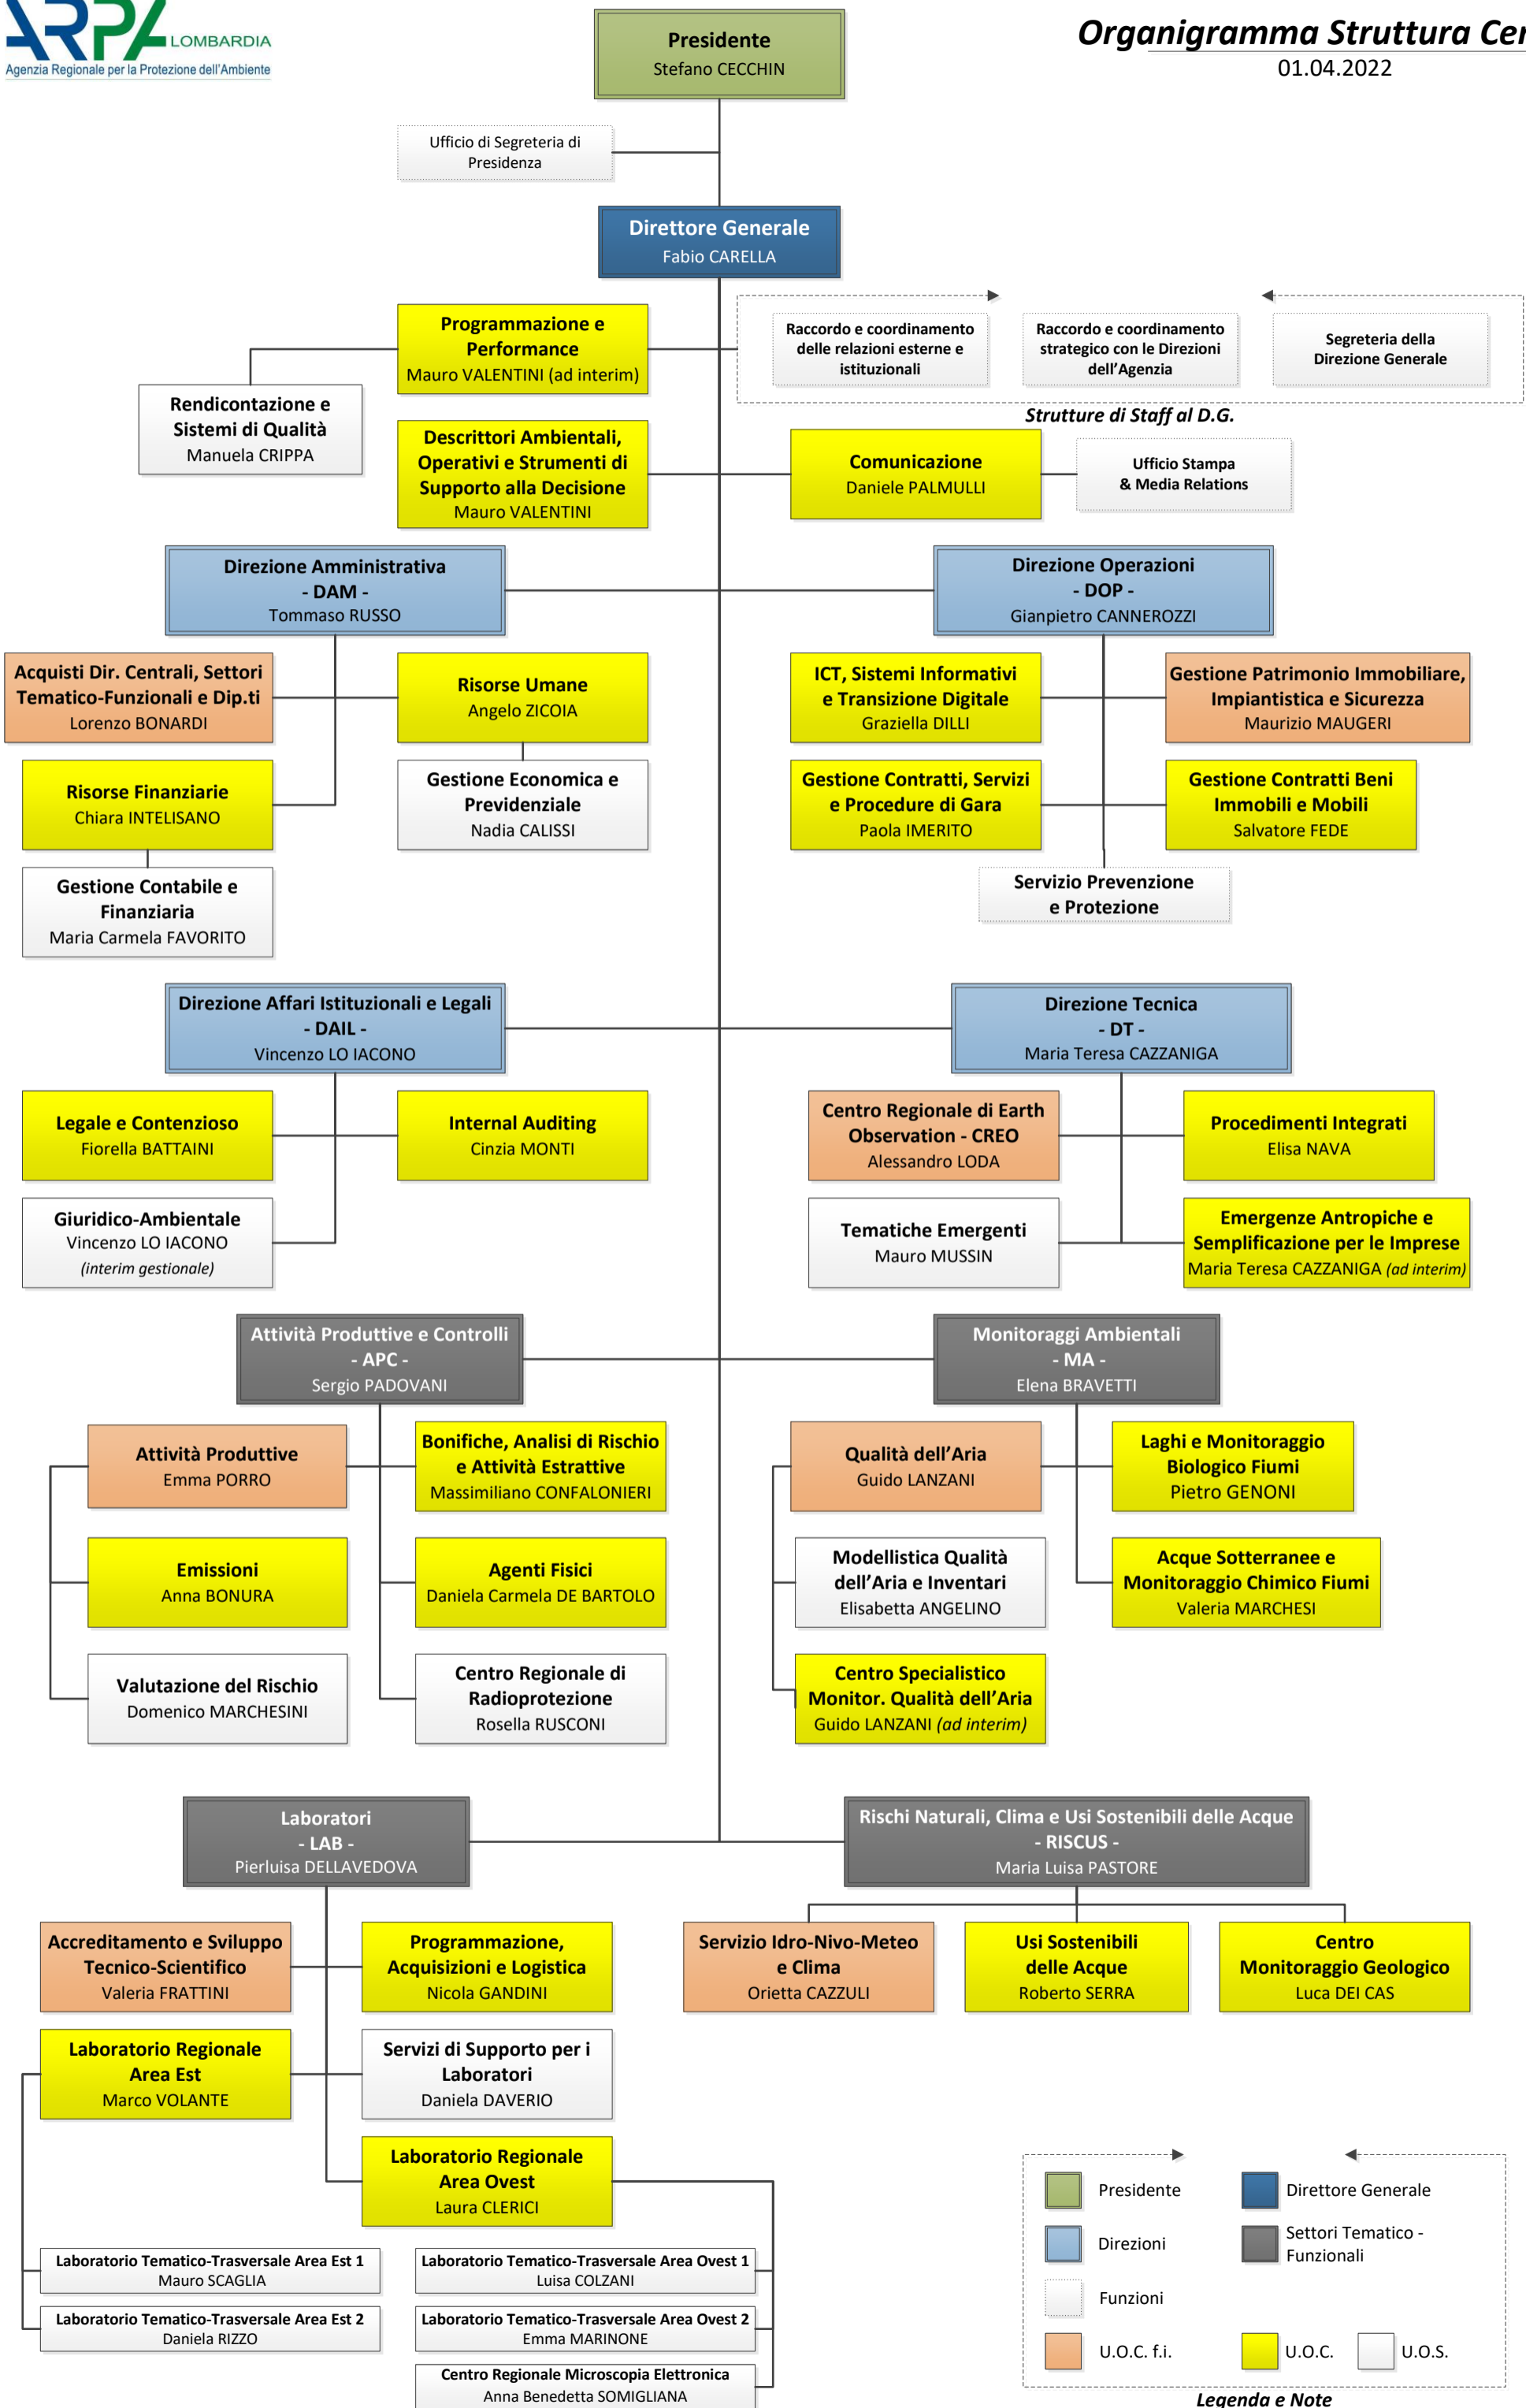 ARPA LOMBARDIA
Agenzia Regionale per la Protezione dell'Ambiente
Organigramma Struttura Cen
01.04.2022
Presidente
Stefano CECCHIN
Ufficio di Segreteria di
Presidenza
Direttore Generale
Fabio CARELLA
Programmazione e
Performance
Mauro VALENTINI (ad interim)
Raccordo e coordinamento
delle relazioni esterne e
istituzionali
Raccordo e coordinamento
strategico con le Direzioni
dell'Agenzia
Segreteria della
Direzione Generale
Strutture di Staff al D.G.
Rendicontazione e
Sistemi di Qualità
Manuela CRIPPA
Descrittori Ambientali,
Operativi e Strumenti di
Supporto alla Decisione
Mauro VALENTINI
Comunicazione
Daniele PALMULLI
Ufficio Stampa
& Media Relations
Direzione Amministrativa
- DAM -
Tommaso RUSSO
Direzione Operazioni
- DOP -
Gianpietro CANNEROZZI
Acquisti Dir. Centrali, Settori
Tematico-Funzionali e Dip.ti
Lorenzo BONARDI
Risorse Umane
Angelo ZICOIA
ICT, Sistemi Informativi
e Transizione Digitale
Graziella DILLI
Gestione Patrimonio Immobiliare,
Impiantistica e Sicurezza
Maurizio MAUGERI
Risorse Finanziarie
Chiara INTELISANO
Gestione Economica e
Previdenziale
Nadia CALISSI
Gestione Contratti, Servizi
e Procedure di Gara
Paola IMERITO
Gestione Contratti Beni
Immobili e Mobili
Salvatore FEDE
Gestione Contabile e
Finanziaria
Maria Carmela FAVORITO
Servizio Prevenzione
e Protezione
Direzione Affari Istituzionali e Legali
- DAIL -
Vincenzo LO IACONO
Direzione Tecnica
- DT -
Maria Teresa CAZZANIGA
Legale e Contenzioso
Fiorella BATTAINI
Internal Auditing
Cinzia MONTI
Centro Regionale di Earth
Observation - CREO
Alessandro LODA
Procedimenti Integrati
Elisa NAVA
Giuridico-Ambientale
Vincenzo LO IACONO
(interim gestionale)
Tematiche Emergenti
Mauro MUSSIN
Emergenze Antropiche e
Semplificazione per le Imprese
Maria Teresa CAZZANIGA (ad interim)
Attività Produttive e Controlli
- APC -
Sergio PADOVANI
Monitoraggi Ambientali
- MA -
Elena BRAVETTI
Attività Produttive
Emma PORRO
Bonifiche, Analisi di Rischio
e Attività Estrattive
Massimiliano CONFALONIERI
Qualità dell'Aria
Guido LANZANI
Laghi e Monitoraggio
Biologico Fiumi
Pietro GENONI
Emissioni
Anna BONURA
Agenti Fisici
Daniela Carmela DE BARTOLO
Modellistica Qualità
dell'Aria e Inventari
Elisabetta ANGELINO
Acque Sotterranee e
Monitoraggio Chimico Fiumi
Valeria MARCHESI
Valutazione del Rischio
Domenico MARCHESINI
Centro Regionale di
Radioprotezione
Rosella RUSCONI
Centro Specialistico
Monitor. Qualità dell'Aria
Guido LANZANI (ad interim)
Laboratori
- LAB -
Pierluisa DELLAVEDOVA
Rischi Naturali, Clima e Usi Sostenibili delle Acque
- RISCUS -
Maria Luisa PASTORE
Accreditamento e Sviluppo
Tecnico-Scientifico
Valeria FRATTINI
Programmazione,
Acquisizioni e Logistica
Nicola GANDINI
Servizio Idro-Nivo-Meteo
e Clima
Orietta CAZZULI
Usi Sostenibili
delle Acque
Roberto SERRA
Centro
Monitoraggio Geologico
Luca DEI CAS
Laboratorio Regionale
Area Est
Marco VOLANTE
Servizi di Supporto per i
Laboratori
Daniela DAVERIO
Laboratorio Regionale
Area Ovest
Laura CLERICI
Laboratorio Tematico-Trasversale Area Est 1
Mauro SCAGLIA
Laboratorio Tematico-Trasversale Area Ovest 1
Luisa COLZANI
Laboratorio Tematico-Trasversale Area Est 2
Daniela RIZZO
Laboratorio Tematico-Trasversale Area Ovest 2
Emma MARINONE
Centro Regionale Microscopia Elettronica
Anna Benedetta SOMIGLIANA
Presidente
Direttore Generale
Direzioni
Settori Tematico -
Funzionali
Funzioni
U.O.C. f.i.
U.O.C.
U.O.S.
Legenda e Note